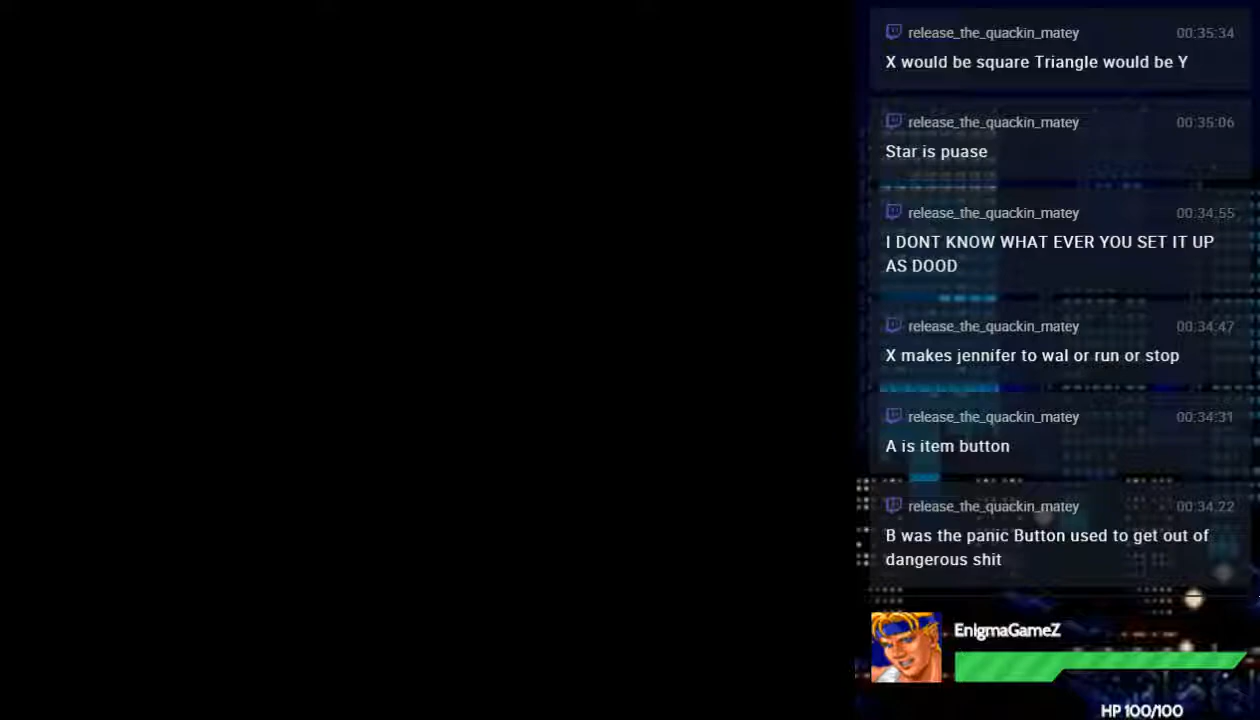 release_the_quackin_matey 00:35:34
X would be square Triangle would be Y
release_the_quackin_matey 00:35:06
Star is puase
release_the_quackin_matey 00:34:55
I DONT KNOW WHAT EVER YOU SET IT UP
AS DOOD
release_the_quackin_matey 00:34:47
X makes jennifer to wal or run or stop
release_the_quackin_matey 00:34:31
A is item button
release_the_quackin_matey 00:34:22
B was the panic Button used to get out of
dangerous shit
EnigmaGameZ
HP 100/100